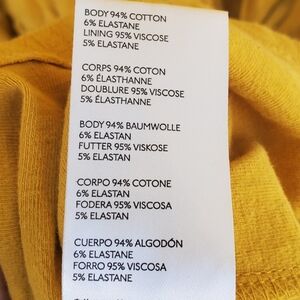 BODY 94% COTTON
6% ELASTANE
LINING 95% VISCOSE
5% ELASTANE
CORPS 94% COTON
6% ÉLASTHANNE
DOUBLURE 95% VISCOSE
5% ÉLASTHANNE
BODY 94% BAUMWOLLE
6% ELASTAN
FUTTER 95% VISKOSE
5% ELASTAN
CORPO 94% COTONE
6% ELASTAN
FODERA 95% VISCOSA
5% ELASTAN
CUERPO 94% ALGODÓN
6% ELASTANE
FORRO 95% VISCOSA
5% ELASTANE